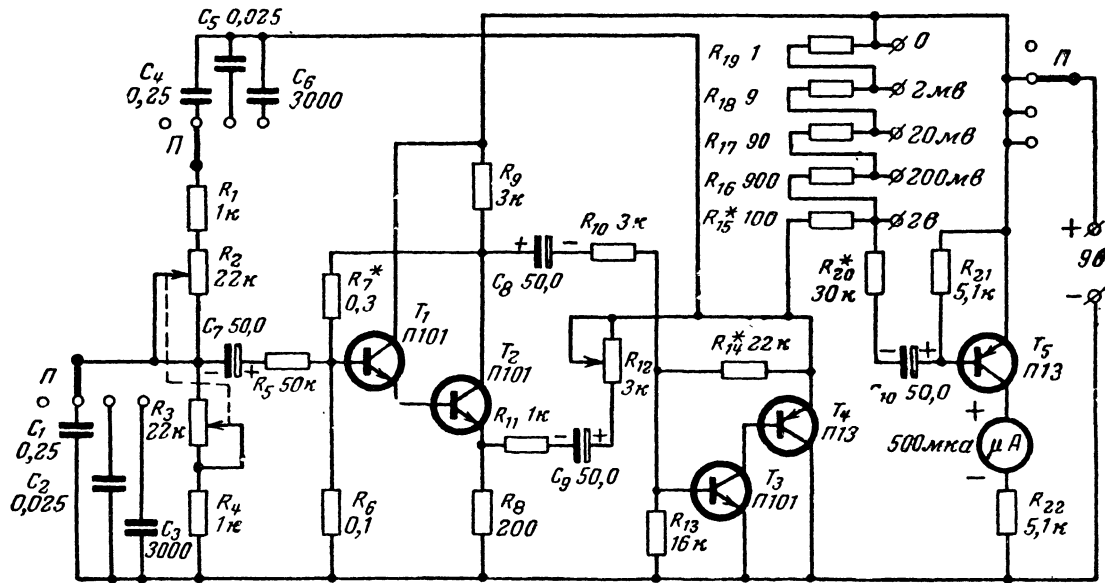 C5 0,025
C4
0,25
C6
3000
П
R1
1к
R2
22к
C7 50,0
- +
R5 50к
П
C1
0,25
C2
0,025
C3
3000
R3
22к
R4
1к
R7*
0,3
R6
0,1
T1
П101
R9
3к
T2
П101
R8
200
+ -
C8 50,0
R10 3к
R11 1к
- +
C9 50,0
R12
3к
R14* 22к
R13
16к
T3
П101
T4
П13
R19 1
R18 9
R17 90
R16 900
R15* 100
0
2мв
20мв
200мв
2в
R20*
30к
R21
5,1к
- +
C10 50,0
T5
П13
+
500мка
μA
-
R22
5,1к
П
+
9в
-